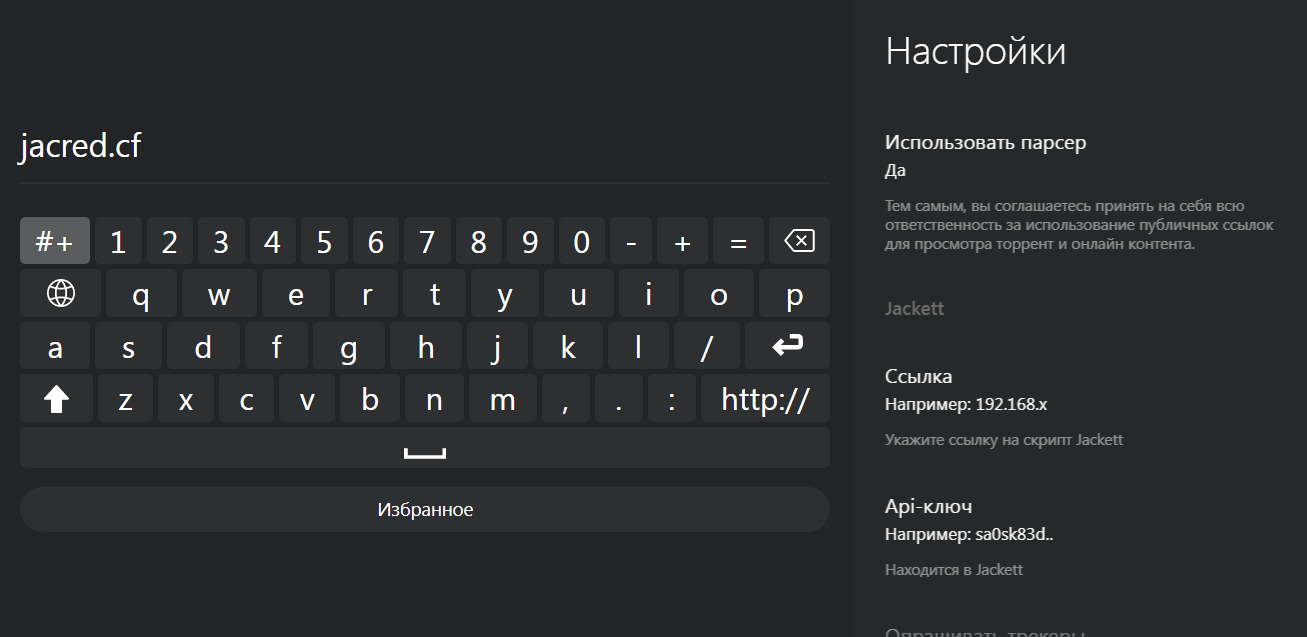 jacred.cf
#+ 1 2 3 4 5 6 7 8 9 0 - + =
q w e r t y u i o p
a s d f g h j k l /
z x c v b n m , . : http://
Избранное
Настройки
Использовать парсер
Да
Тем самым, вы соглашаетесь принять на себя всю
ответственность за использование публичных ссылок
для просмотра торрент и онлайн контента.
Jackett
Ссылка
Например: 192.168.x
Укажите ссылку на скрипт Jackett
Api-ключ
Например: sa0sk83d..
Находится в Jackett